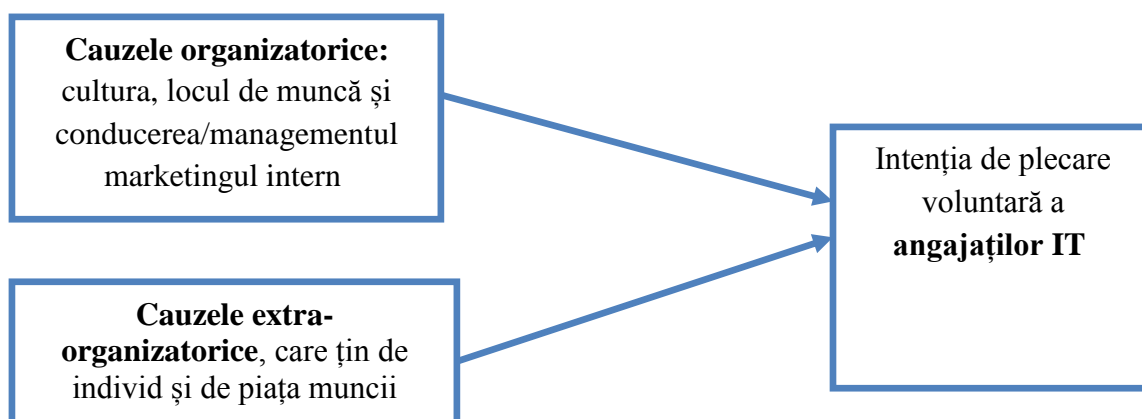 Cauzele organizatorice:
cultura, locul de muncă și
conducerea/managementul
marketingul intern
Intenția de plecare
voluntară a
angajaților IT
Cauzele extra-
organizatorice, care țin de
individ și de piața muncii